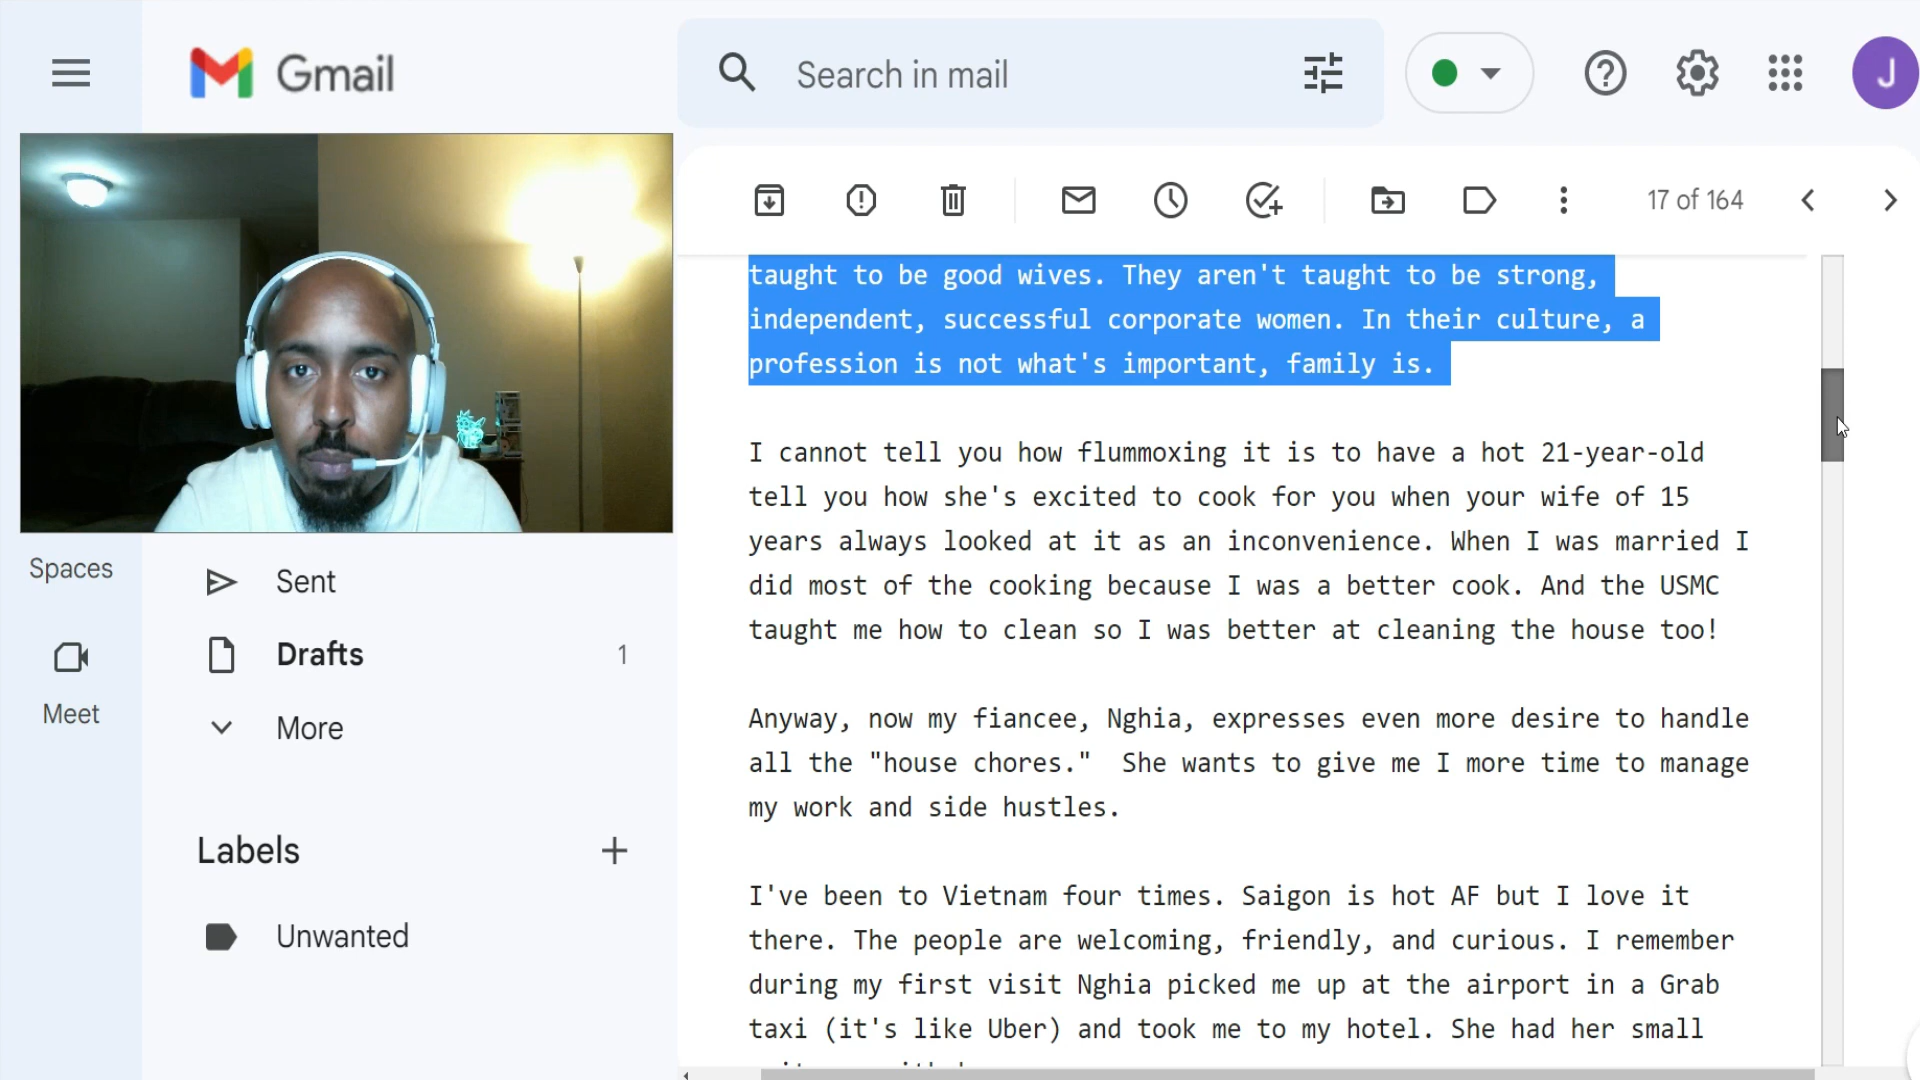 Gmail
Search in mail
J
17 of 164
Spaces
Meet
Sent
Drafts 1
More
Labels
Unwanted
taught to be good wives. They aren't taught to be strong,
independent, successful corporate women. In their culture, a
profession is not what's important, family is.
I cannot tell you how flummoxing it is to have a hot 21-year-old
tell you how she's excited to cook for you when your wife of 15
years always looked at it as an inconvenience. When I was married I
did most of the cooking because I was a better cook. And the USMC
taught me how to clean so I was better at cleaning the house too!
Anyway, now my fiancee, Nghia, expresses even more desire to handle
all the "house chores."  She wants to give me I more time to manage
my work and side hustles.
I've been to Vietnam four times. Saigon is hot AF but I love it
there. The people are welcoming, friendly, and curious. I remember
during my first visit Nghia picked me up at the airport in a Grab
taxi (it's like Uber) and took me to my hotel. She had her small